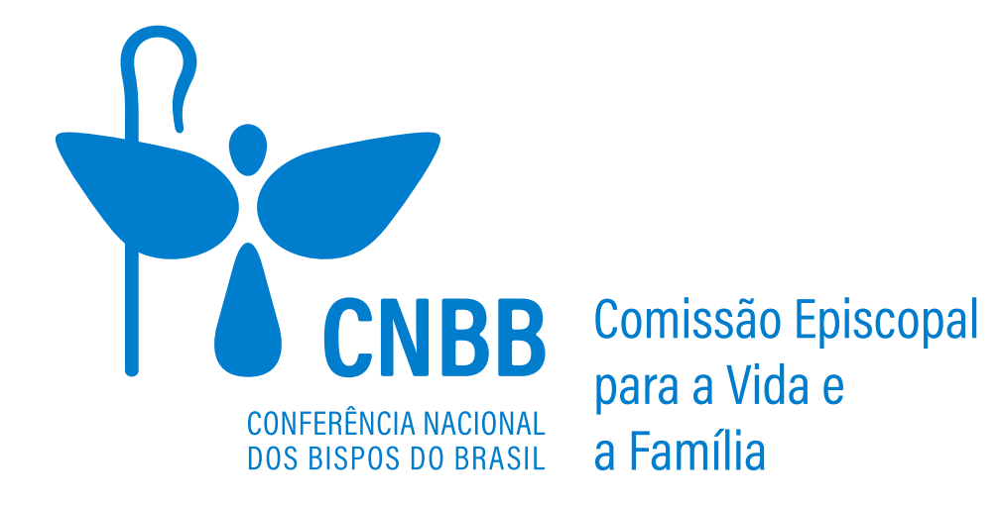 CNBB
CONFERÊNCIA NACIONAL
DOS BISPOS DO BRASIL
Comissão Episcopal
para a Vida e
a Família